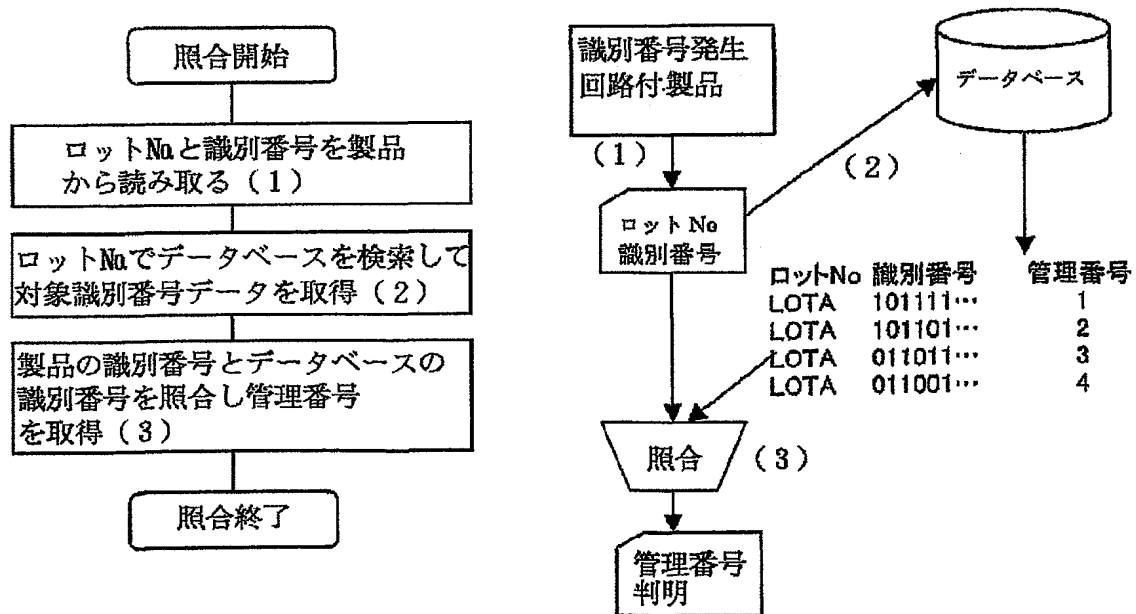 照合開始
ロット№と識別番号を製品
から読み取る（1）
ロット№でデータベースを検索して
対象識別番号データを取得（2）
製品の識別番号とデータベースの
識別番号を照合し管理番号
を取得（3）
照合終了
識別番号発生
回路付製品
（1）
ロットNo
識別番号
（2）
データベース
ロットNo 識別番号 管理番号
LOTA 101111… 1
LOTA 101101… 2
LOTA 011011… 3
LOTA 011001… 4
照合
（3）
管理番号
判明